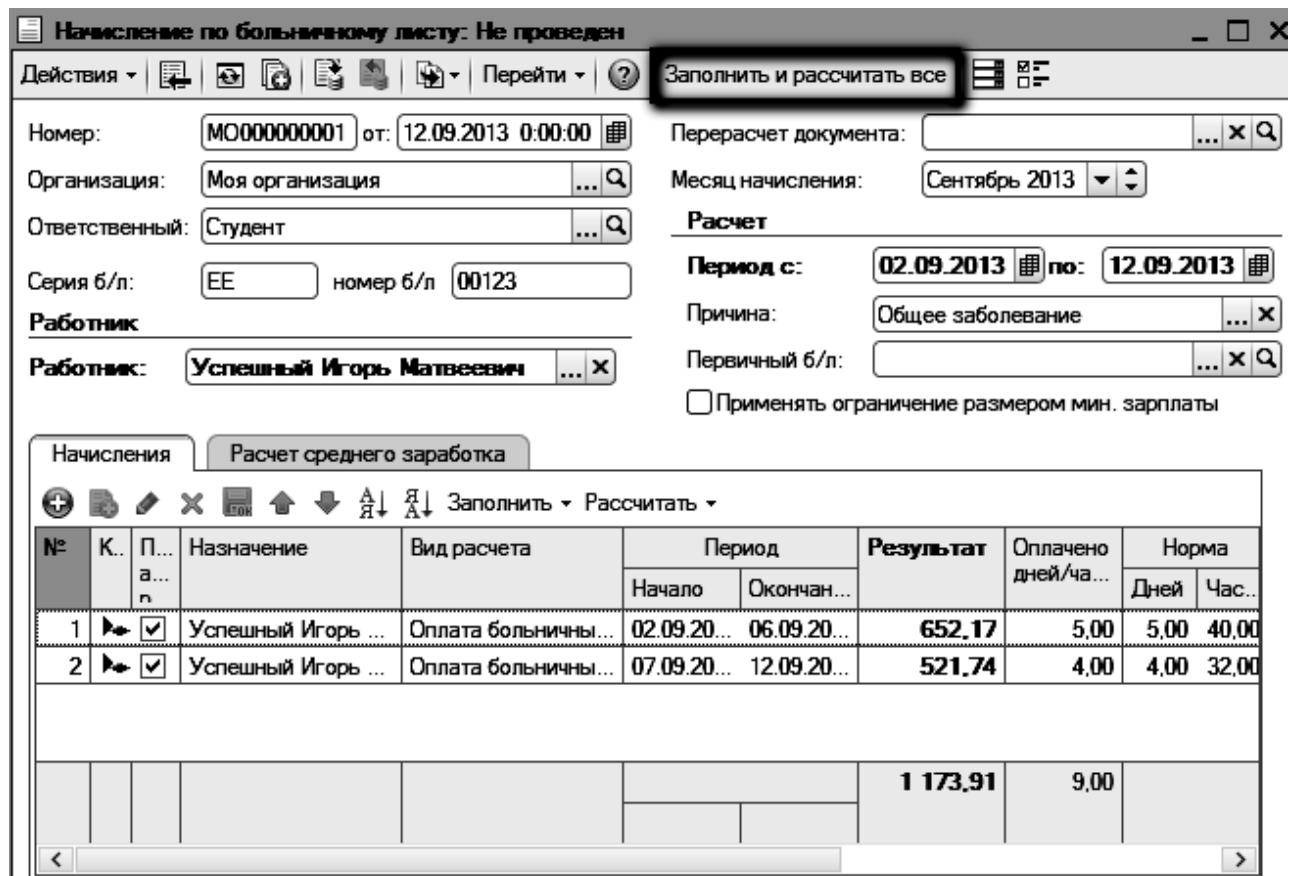 Начисление по больничному листу: Не проведен
Действия Перейти Заполнить и рассчитать все
Номер: МО000000001 от: 12.09.2013 0:00:00 Перерасчет документа: ...
Организация: Моя организация ... Месяц начисления: Сентябрь 2013
Ответственный: Студент ... Расчет
Серия б/л: ЕЕ номер б/л 00123 Период с: 02.09.2013 по: 12.09.2013
Работник Причина: Общее заболевание ...
Работник: Успешный Игорь Матвеевич ... Первичный б/л: ...
Применять ограничение размером мин. зарплаты
Начисления Расчет среднего заработка
Заполнить Рассчитать
№ К.. П... а... п Назначение Вид расчета Период Результат Оплачено дней/ча... Норма
Начало Окончан... Дней Час..
1 Успешный Игорь ... Оплата больничны... 02.09.20... 06.09.20... 652,17 5,00 5,00 40,00
2 Успешный Игорь ... Оплата больничны... 07.09.20... 12.09.20... 521,74 4,00 4,00 32,00
1 173,91 9,00